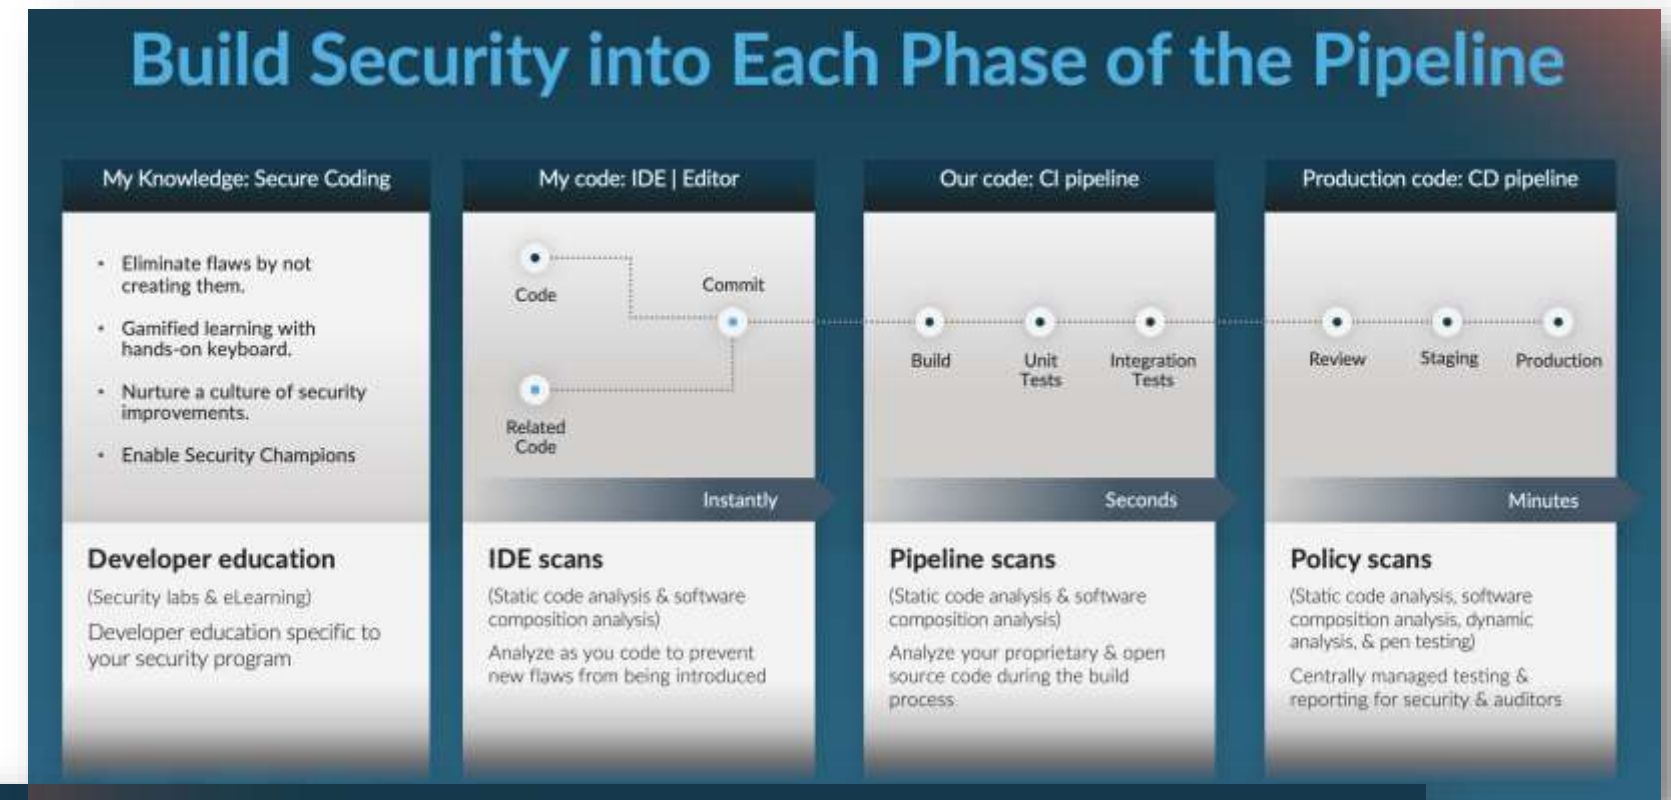 Build Security into Each Phase of the Pipeline
My Knowledge: Secure Coding
• Eliminate flaws by not
creating them.
• Gamified learning with
hands-on keyboard.
• Nurture a culture of security
improvements.
• Enable Security Champions
Developer education
(Security labs & eLearning)
Developer education specific to
your security program
My code: IDE | Editor
Code
Commit
Related
Code
Instantly
IDE scans
(Static code analysis & software
composition analysis)
Analyze as you code to prevent
new flaws from being introduced
Our code: CI pipeline
Build
Unit
Tests
Integration
Tests
Seconds
Pipeline scans
(Static code analysis & software
composition analysis)
Analyze your proprietary & open
source code during the build
process
Production code: CD pipeline
Review
Staging
Production
Minutes
Policy scans
(Static code analysis, software
composition analysis, dynamic
analysis, & pen testing)
Centrally managed testing &
reporting for security & auditors